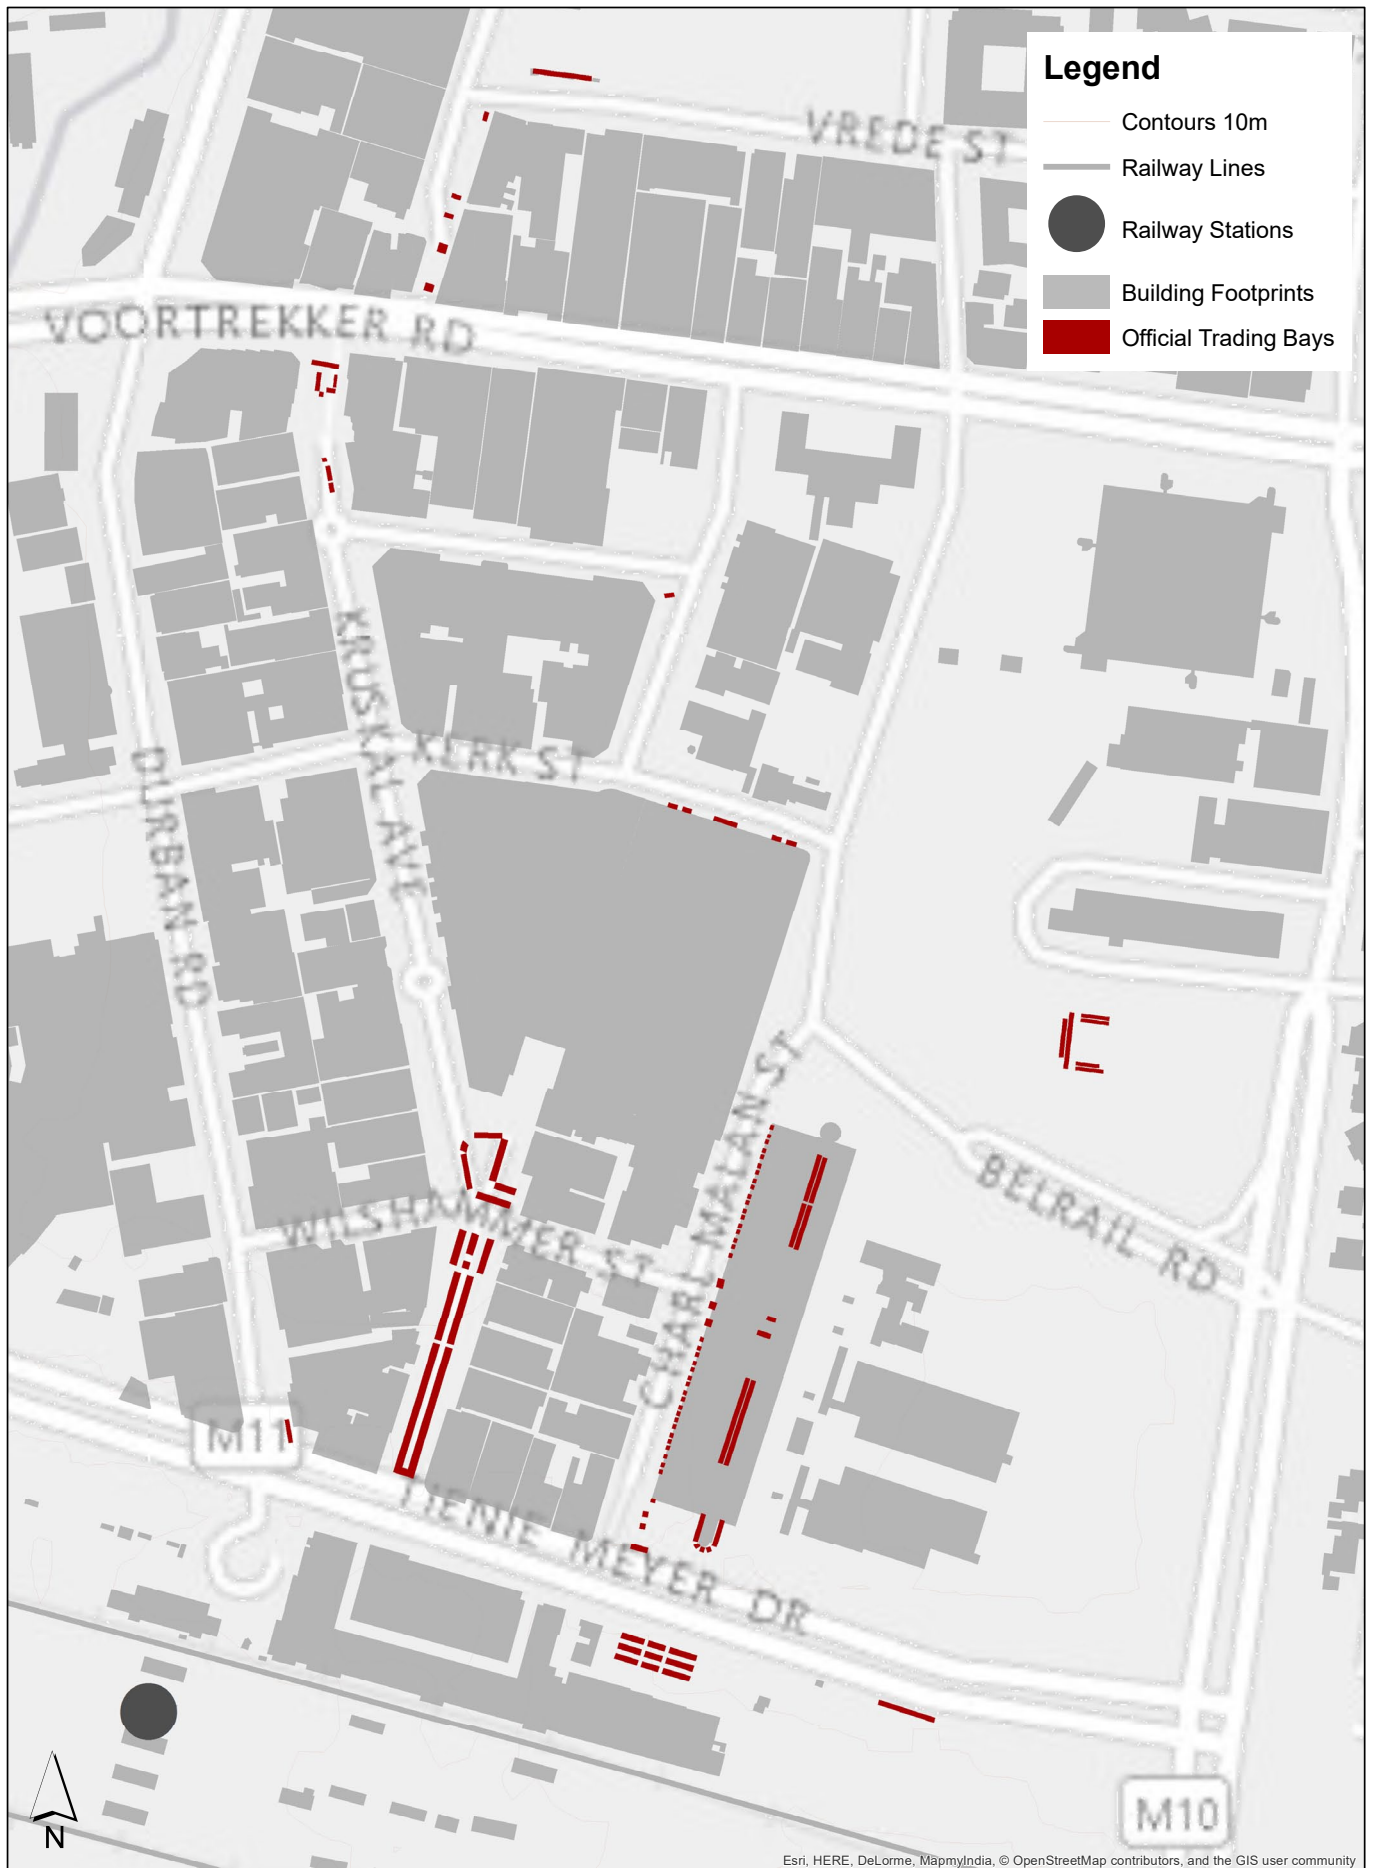 Legend
Contours 10m
Railway Lines
Railway Stations
Building Footprints
Official Trading Bays
VREDE ST
VOORTREKKER RD
KRUSKAL AVE
KERK ST
DURBAN RD
CHARL MALAN ST
BELRAIL RD
WILSHAMMER ST
M11
TIENIE MEYER DR
M10
N
Esri, HERE, DeLorme, MapmyIndia, © OpenStreetMap contributors, and the GIS user community